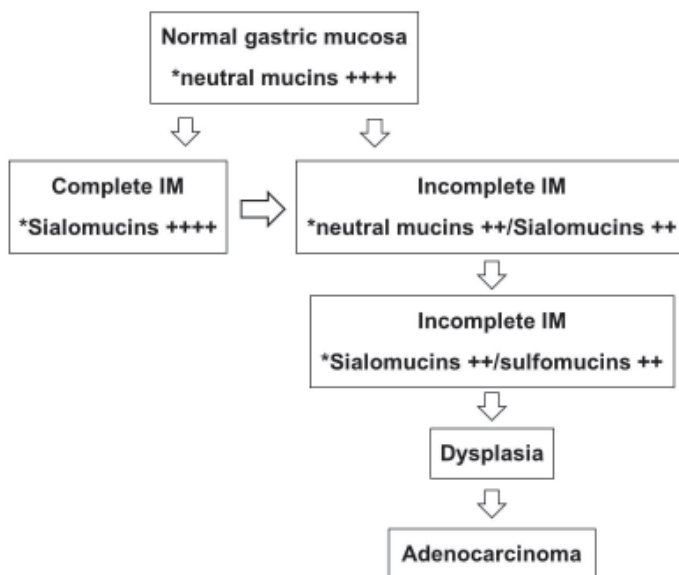 Normal gastric mucosa
*neutral mucins ++++
Complete IM
*Sialomucins ++++
Incomplete IM
*neutral mucins ++/Sialomucins ++
Incomplete IM
*Sialomucins ++/sulfomucins ++
Dysplasia
Adenocarcinoma